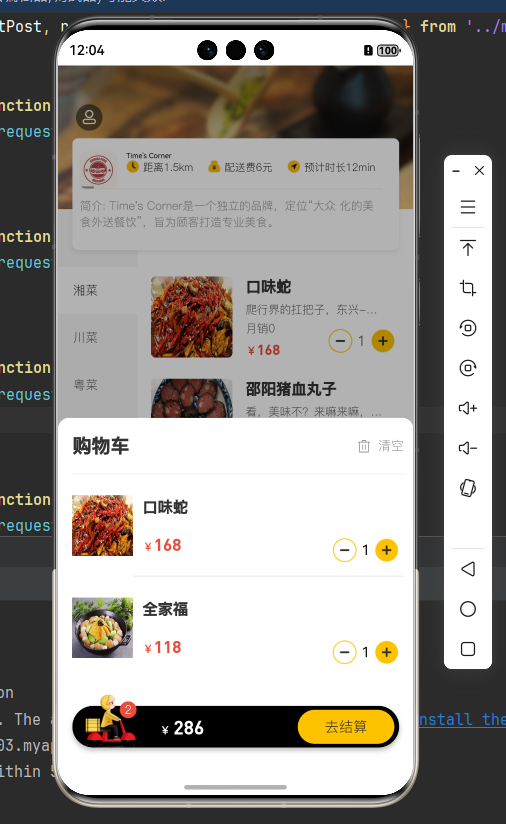 tPost,
} from '../m
nction
reques
12:04
100
Time's Corner
距离1.5km
配送费6元
预计时长12min
简介: Time's Corner是一个独立的品牌，定位“大众 化的美
食外送餐饮”，旨为顾客打造专业美食。
nction
reques
湘菜
川菜
粤菜
口味蛇
爬行界的扛把子，东兴-...
月销0
￥168
1
邵阳猪血丸子
看，美味不？来嘛来嘛，...
nction
reques
购物车
清空
口味蛇
￥168
1
nction
reques
全家福
￥118
1
on
. The
nstall the
03.mya
ithin 5
2
￥ 286
去结算